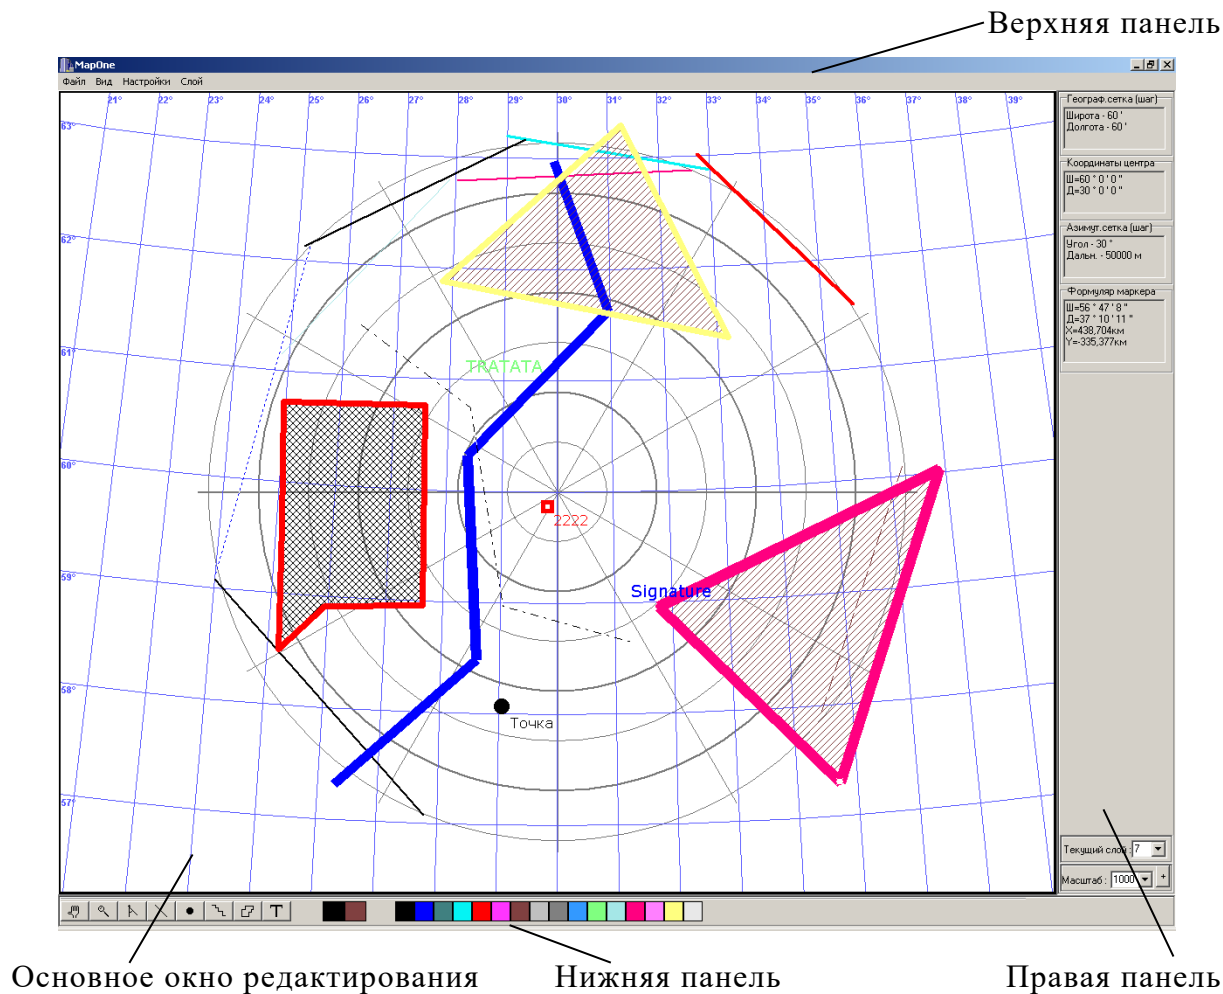 Верхняя панель
MapOne
Файл Вид Настройки Слой
21° 22° 23° 24° 25° 26° 27° 28° 29° 30° 31° 32° 33° 34° 35° 36° 37° 38° 39°
63°
62°
61°
60°
59°
58°
57°
TRATATA
2222
Signature
Точка
Географ.сетка (шаг)
Широта - 60 '
Долгота - 60 '
Координаты центра
Ш=60 ° 0 ' 0 "
Д=30 ° 0 ' 0 "
Азимут.сетка (шаг)
Угол - 30 °
Дальн. - 50000 м
Формуляр маркера
Ш=56 ° 47 ' 8 "
Д=37 ° 10 ' 11 "
X=438,704км
Y=-335,377км
Текущий слой : 7
Масштаб : 1000 +
T
Основное окно редактирования
Нижняя панель
Правая панель